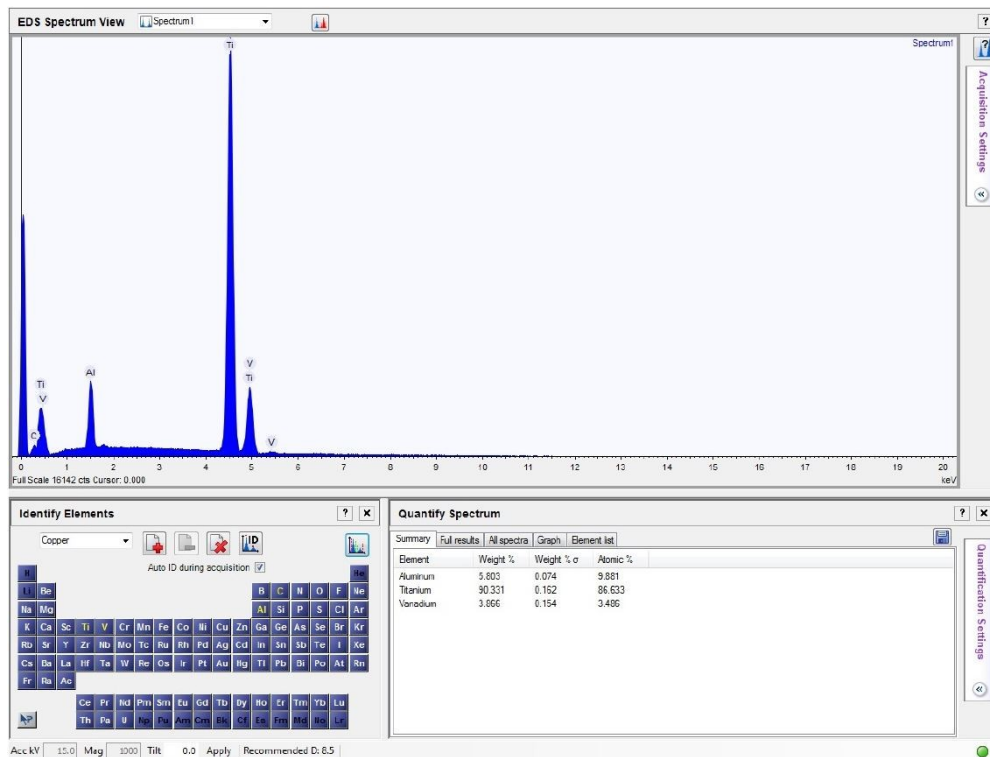 EDS Spectrum View Spectrum1 ?
Spectrum1
Ti
V
Ti
Al
Ti
V
C
V
0 1 2 3 4 5 6 7 8 9 10 11 12 13 14 15 16 17 18 19 20
Full Scale 16142 cts Cursor: 0.000 keV
?
Acquisition Settings
Identify Elements ? X
Copper
ID
Auto ID during acquisition
H He
Li Be B C N O F Ne
Na Mg Al Si P S Cl Ar
K Ca Sc Ti V Cr Mn Fe Co Ni Cu Zn Ga Ge As Se Br Kr
Rb Sr Y Zr Nb Mo Tc Ru Rh Pd Ag Cd In Sn Sb Te I Xe
Cs Ba La Hf Ta W Re Os Ir Pt Au Hg Tl Pb Bi Po At Rn
Fr Ra Ac
Ce Pr Nd Pm Sm Eu Gd Tb Dy Ho Er Tm Yb Lu
Th Pa U Np Pu Am Cm Bk Cf Es Fm Md No Lr
?
Quantify Spectrum ? X
Summary Full results All spectra Graph Element list
Element Weight % Weight % σ Atomic %
Aluminum 5.803 0.074 9.881
Titanium 90.331 0.162 86.633
Vanadium 3.866 0.154 3.486
Quantification Settings
Acc kV 15.0 Mag 1000 Tilt 0.0 Apply Recommended D: 8.5